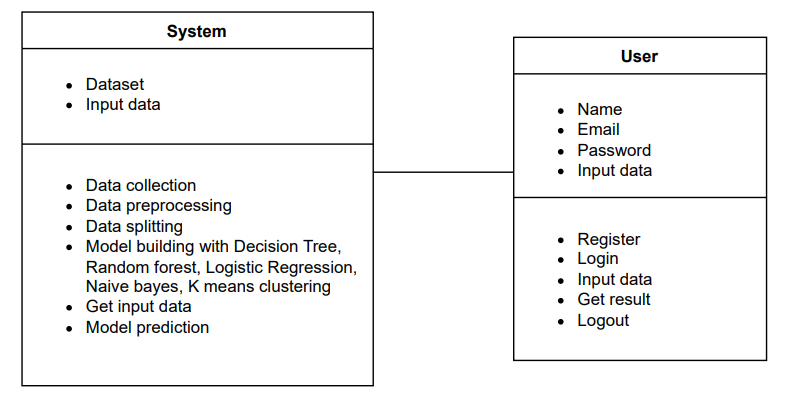 System
• Dataset
• Input data
• Data collection
• Data preprocessing
• Data splitting
• Model building with Decision Tree,
Random forest, Logistic Regression,
Naive bayes, K means clustering
• Get input data
• Model prediction
User
• Name
• Email
• Password
• Input data
• Register
• Login
• Input data
• Get result
• Logout